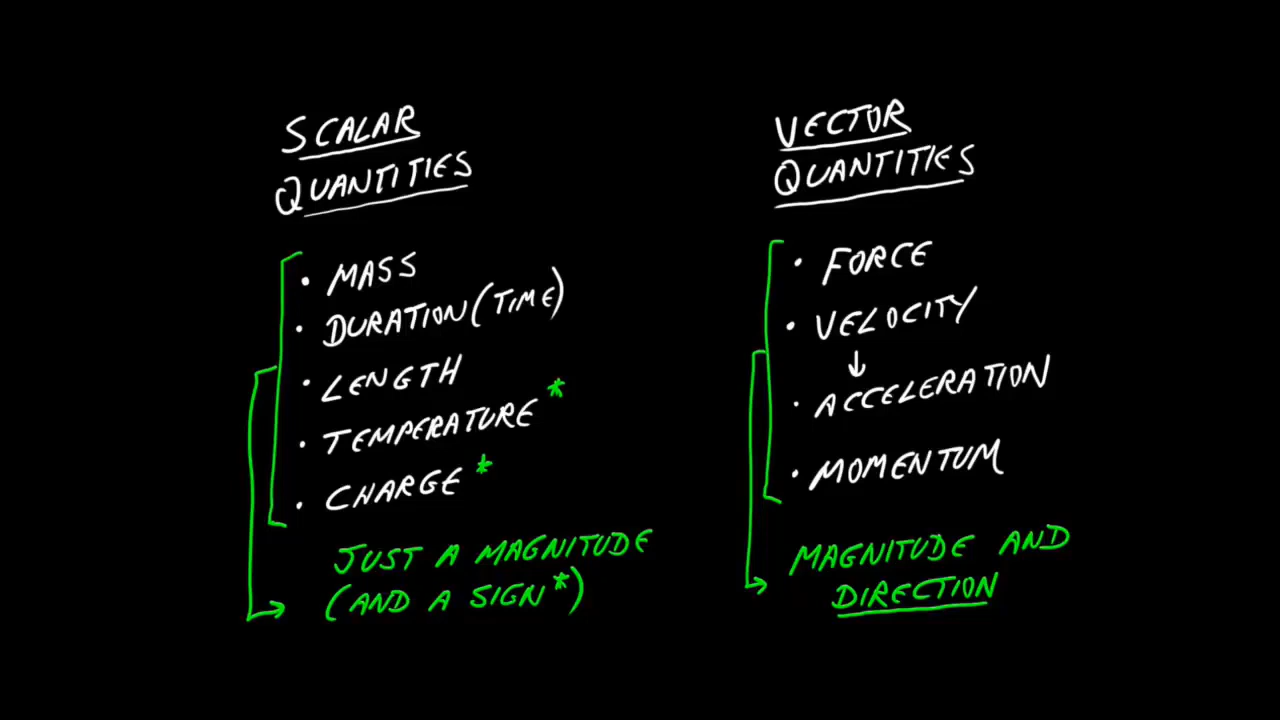 SCALAR
QUANTITIES
• MASS
• DURATION (TIME)
• LENGTH
• TEMPERATURE*
• CHARGE*
JUST A MAGNITUDE
(AND A SIGN*)
VECTOR
QUANTITIES
• FORCE
• VELOCITY
↓
• ACCELERATION
• MOMENTUM
MAGNITUDE AND
DIRECTION